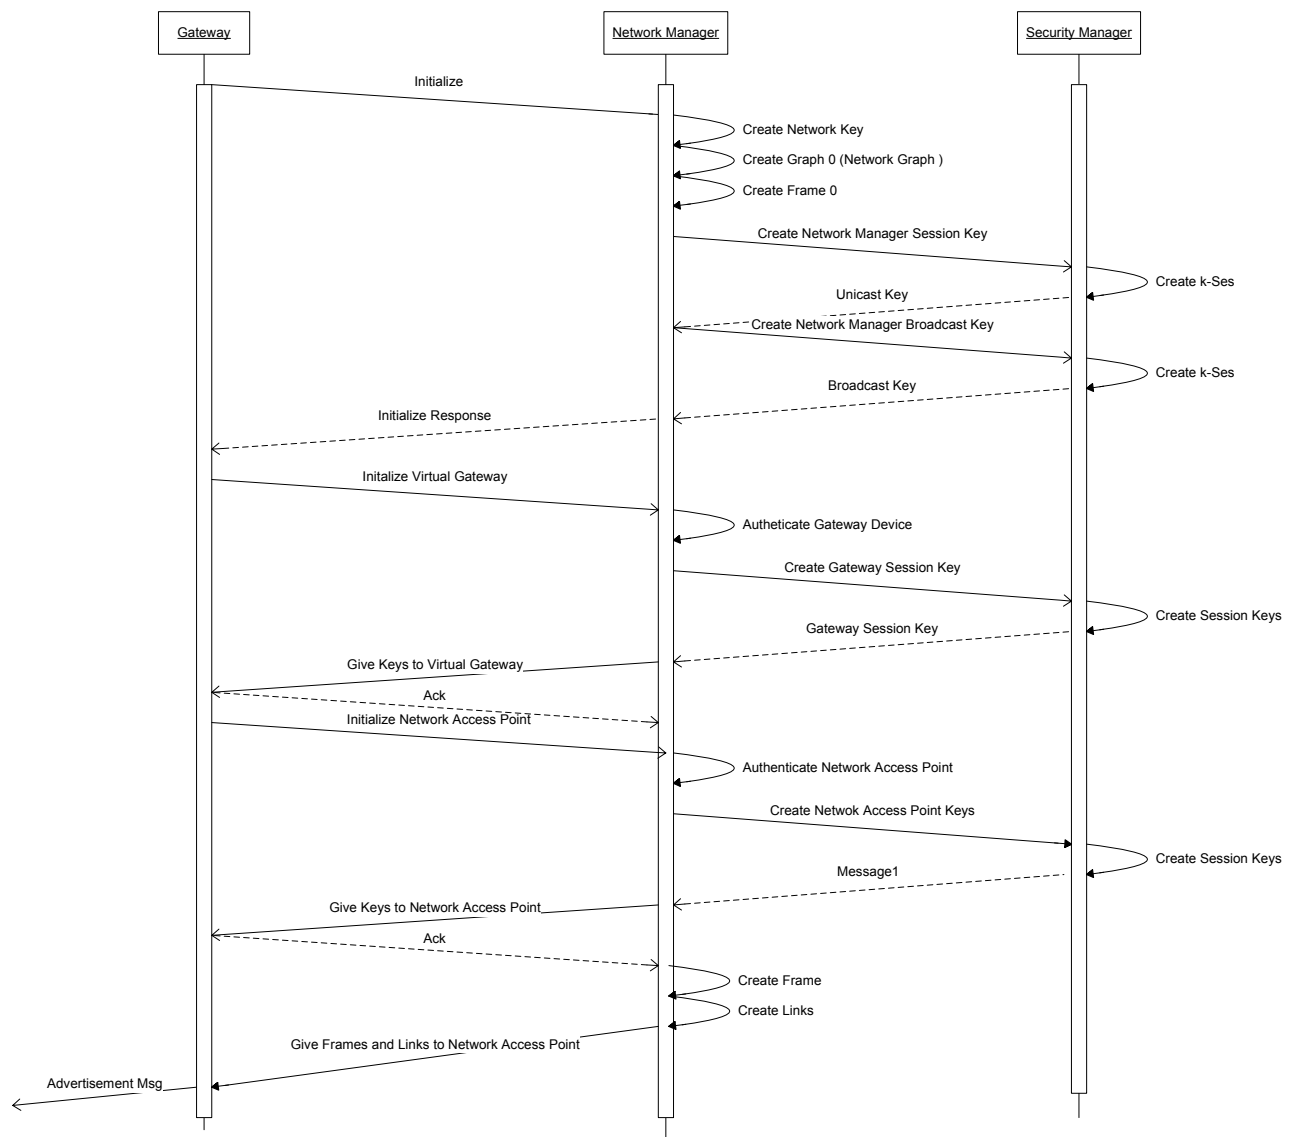 Gateway
Network Manager
Security Manager
Initialize
Create Network Key
Create Graph 0 (Network Graph )
Create Frame 0
Create Network Manager Session Key
Create k-Ses
Unicast Key
Create Network Manager Broadcast Key
Create k-Ses
Broadcast Key
Initialize Response
Initalize Virtual Gateway
Autheticate Gateway Device
Create Gateway Session Key
Create Session Keys
Gateway Session Key
Give Keys to Virtual Gateway
Ack
Initialize Network Access Point
Authenticate Network Access Point
Create Netwok Access Point Keys
Create Session Keys
Message1
Give Keys to Network Access Point
Ack
Create Frame
Create Links
Give Frames and Links to Network Access Point
Advertisement Msg